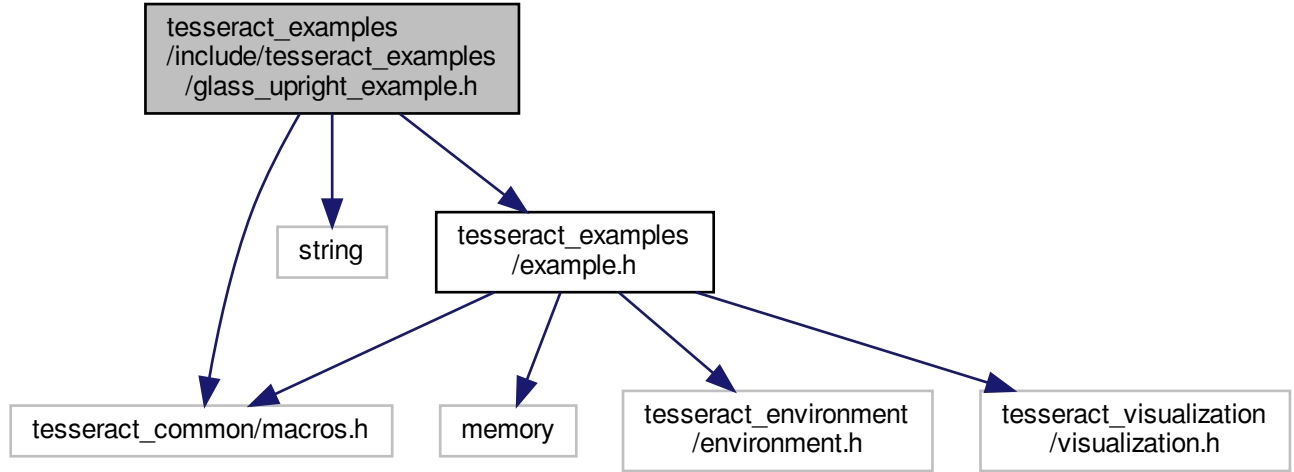 tesseract_examples
/include/tesseract_examples
/glass_upright_example.h
string
tesseract_examples
/example.h
tesseract_common/macros.h
memory
tesseract_environment
/environment.h
tesseract_visualization
/visualization.h